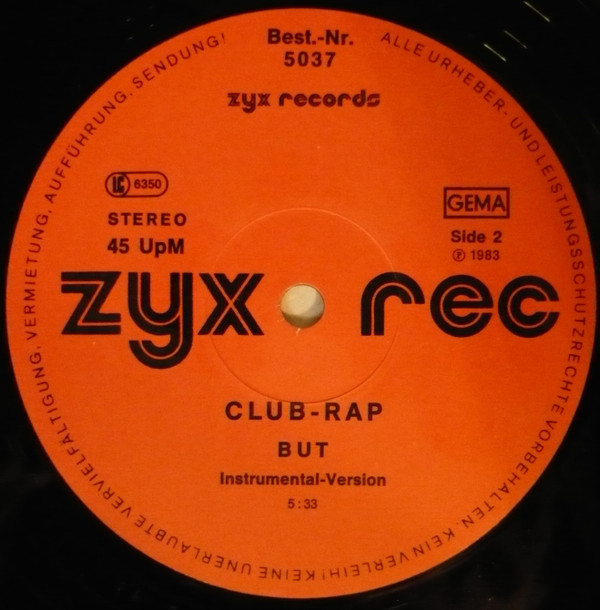 Best.-Nr.
5037
zyx records
LC 6350
STEREO
45 UpM
GEMA
Side 2
Ⓟ 1983
zyx rec
CLUB-RAP
BUT
Instrumental-Version
5:33
ALLE URHEBER- UND LEISTUNGSSCHUTZRECHTE VORBEHALTEN. KEIN VERLEIH! KEINE UNERLAUBTE VERVIELFÄLTIGUNG, VERMIETUNG, AUFFÜHRUNG, SENDUNG!